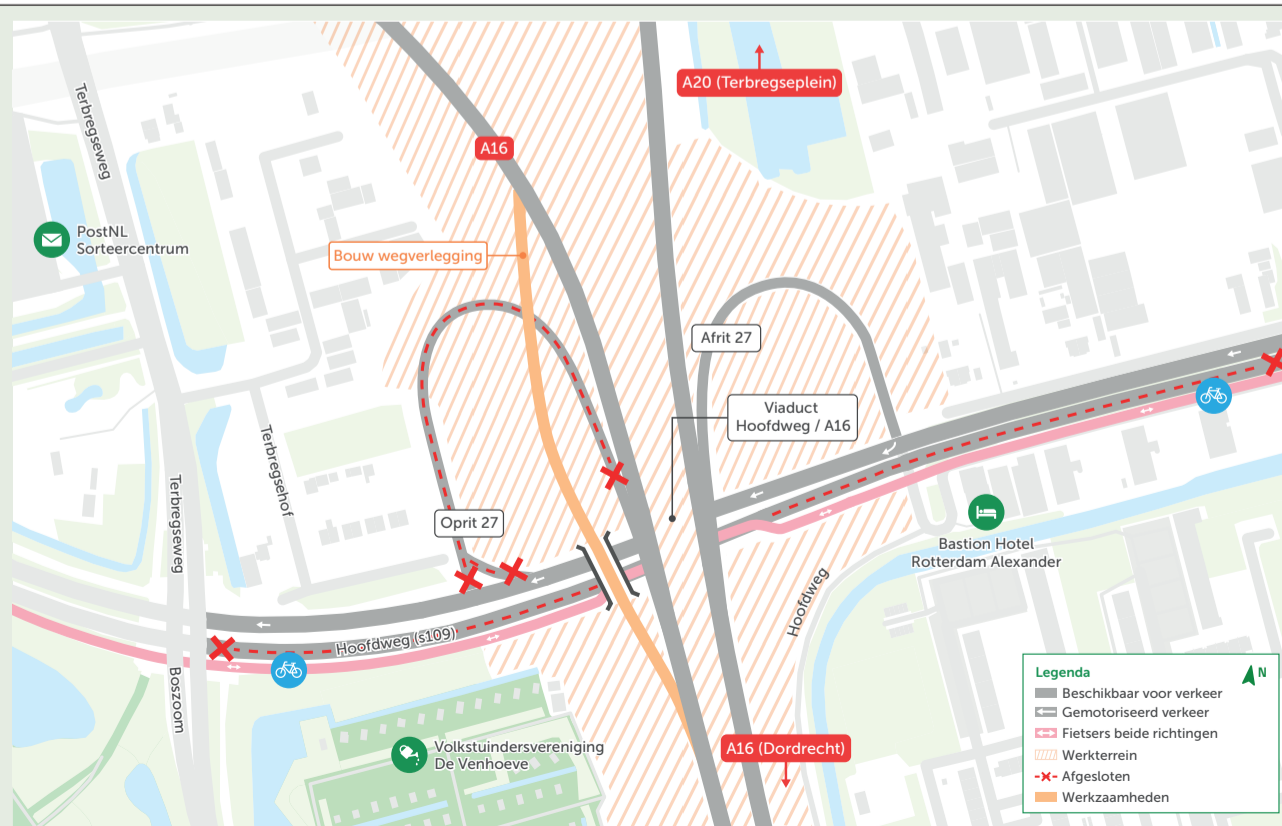 A20 (Terbregseplein)
Terbregseweg
A16
PostNL
Sorteercentrum
Bouw wegverlegging
Afrit 27
Viaduct
Hoofdweg / A16
Terbregsehof
Terbregseweg
Oprit 27
Bastion Hotel
Rotterdam Alexander
Hoofdweg
Hoofdweg (s109)
Boszoom
Volkstuindersvereniging
De Venhoeve
A16 (Dordrecht)
Legenda
N
Beschikbaar voor verkeer
Gemotoriseerd verkeer
Fietsers beide richtingen
Werkterrein
Afgesloten
Werkzaamheden